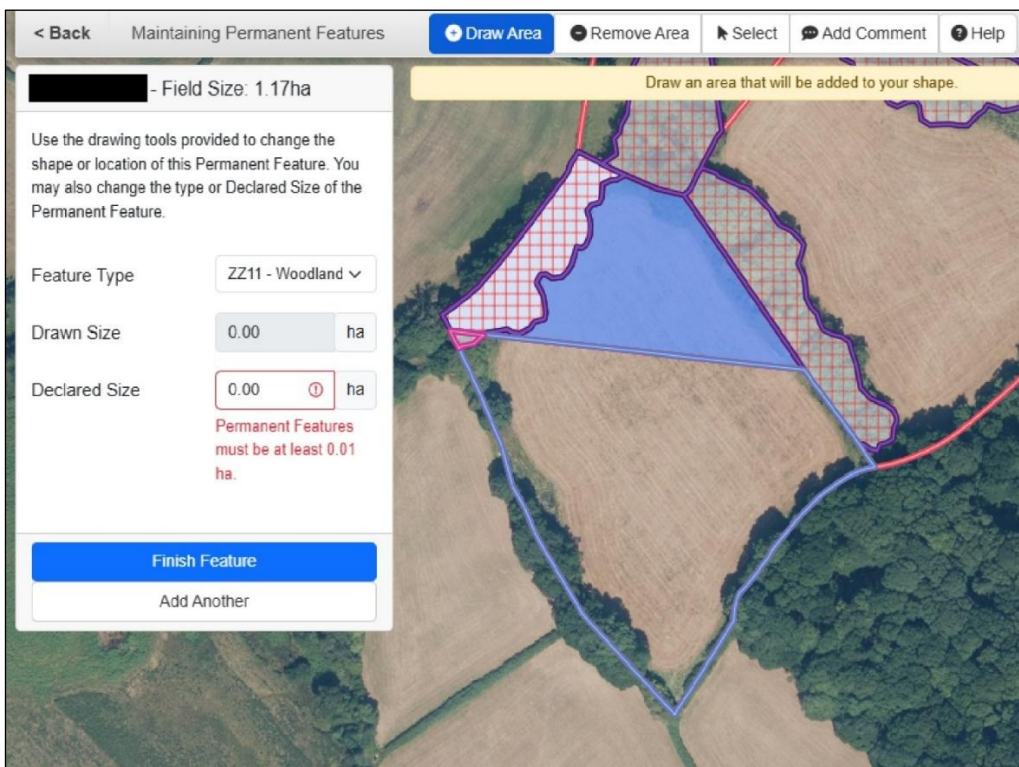 < Back
Maintaining Permanent Features
Draw Area
Remove Area
Select
Add Comment
Help
Draw an area that will be added to your shape.
- Field Size: 1.17ha
Use the drawing tools provided to change the
shape or location of this Permanent Feature. You
may also change the type or Declared Size of the
Permanent Feature.
Feature Type
ZZ11 - Woodland
Drawn Size
0.00
ha
Declared Size
0.00
ha
Permanent Features
must be at least 0.01
ha.
Finish Feature
Add Another